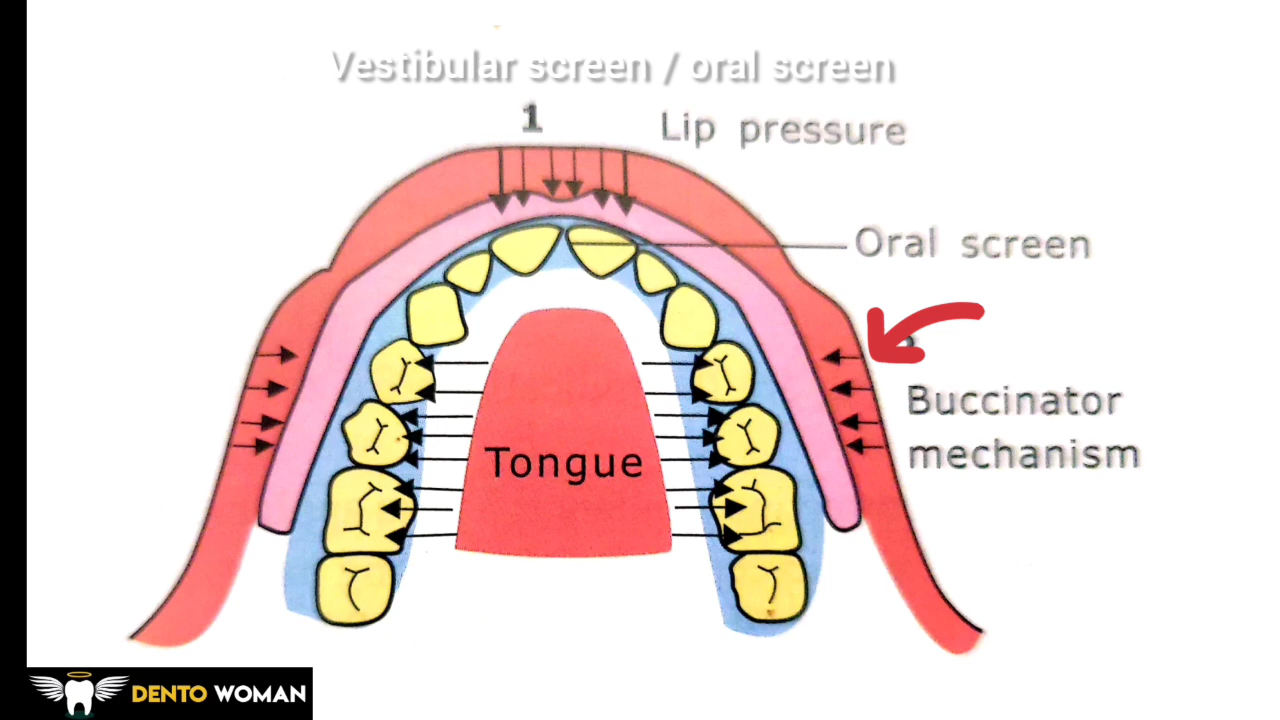 Vestibular screen / oral screen
1
Lip pressure
Oral screen
Buccinator
mechanism
Tongue
DENTO WOMAN